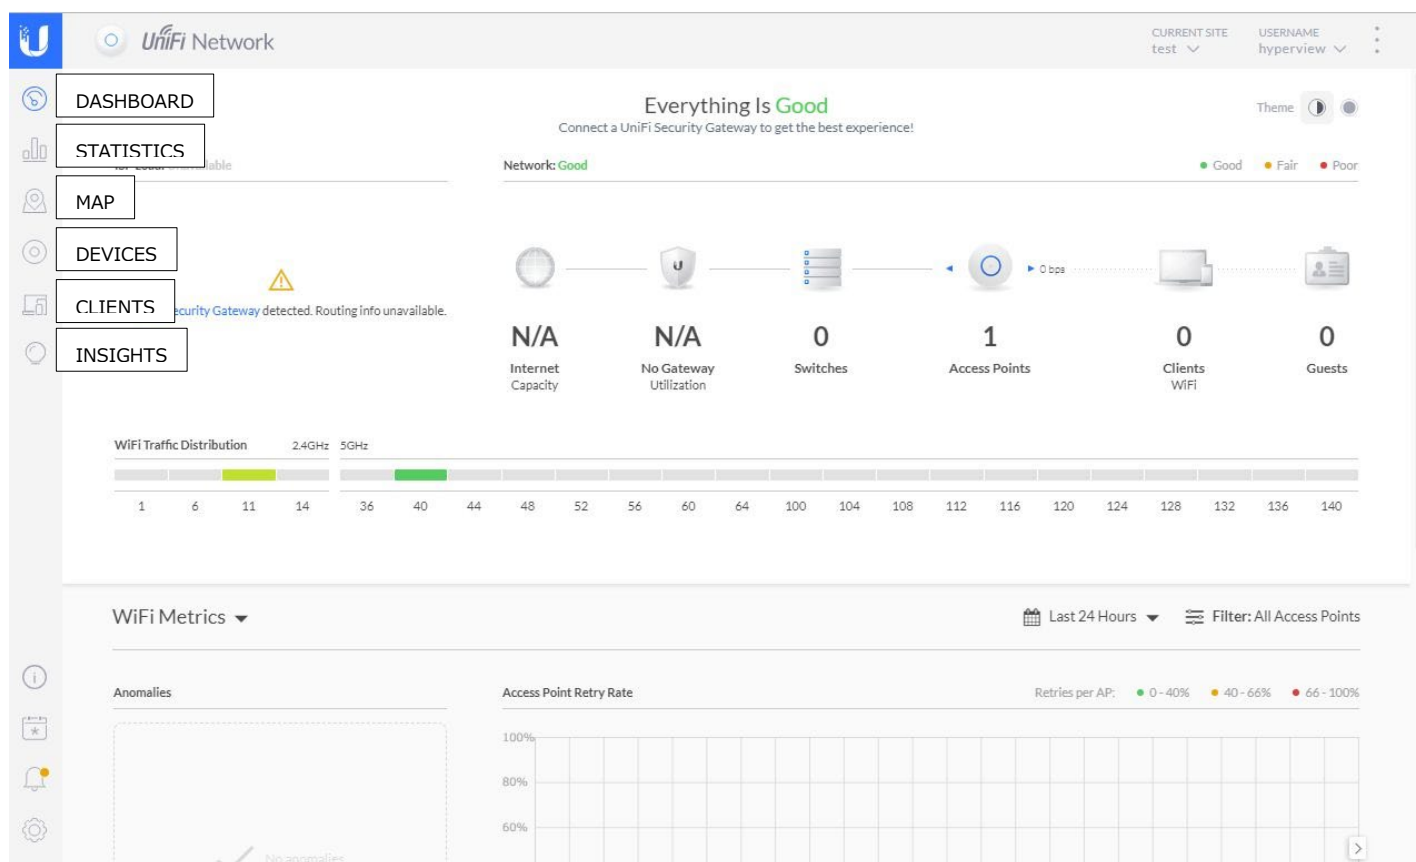 UniFi Network
CURRENT SITE
test
USERNAME
hyperview
DASHBOARD
STATISTICS
MAP
DEVICES
CLIENTS
INSIGHTS
Everything Is Good
Connect a UniFi Security Gateway to get the best experience!
Theme
Network: Good
Good Fair Poor
Security Gateway detected. Routing info unavailable.
0 bps
N/A
Internet
Capacity
N/A
No Gateway
Utilization
0
Switches
1
Access Points
0
Clients
WiFi
0
Guests
WiFi Traffic Distribution 2.4GHz 5GHz
1 6 11 14 36 40 44 48 52 56 60 64 100 104 108 112 116 120 124 128 132 136 140
WiFi Metrics
Last 24 Hours
Filter: All Access Points
Anomalies
Access Point Retry Rate
Retries per AP: 0 - 40% 40 - 66% 66 - 100%
100%
80%
60%
No anomalies